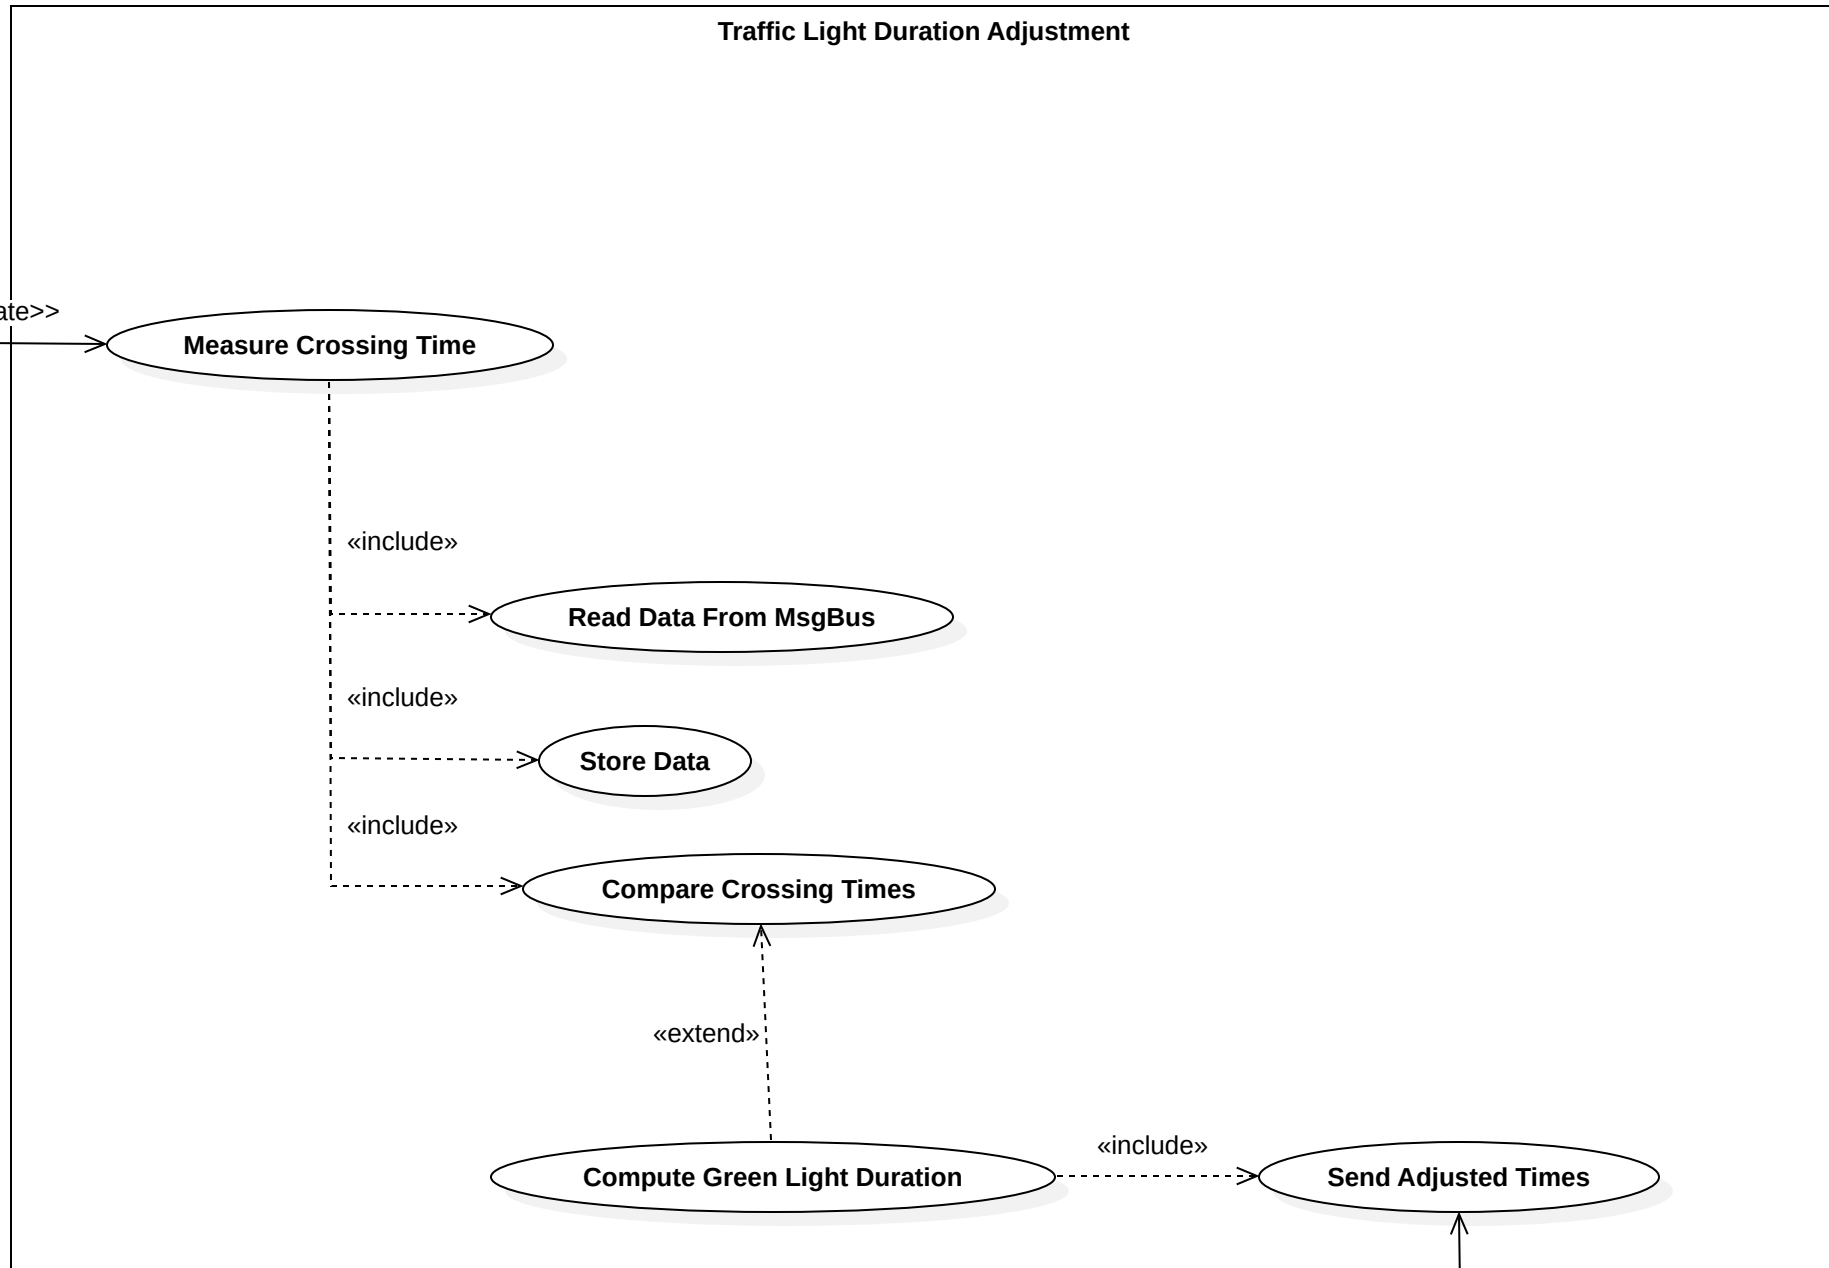 Traffic Light Duration Adjustment
ate>>
Measure Crossing Time
«include»
Read Data From MsgBus
«include»
Store Data
«include»
Compare Crossing Times
«extend»
«include»
Compute Green Light Duration
Send Adjusted Times